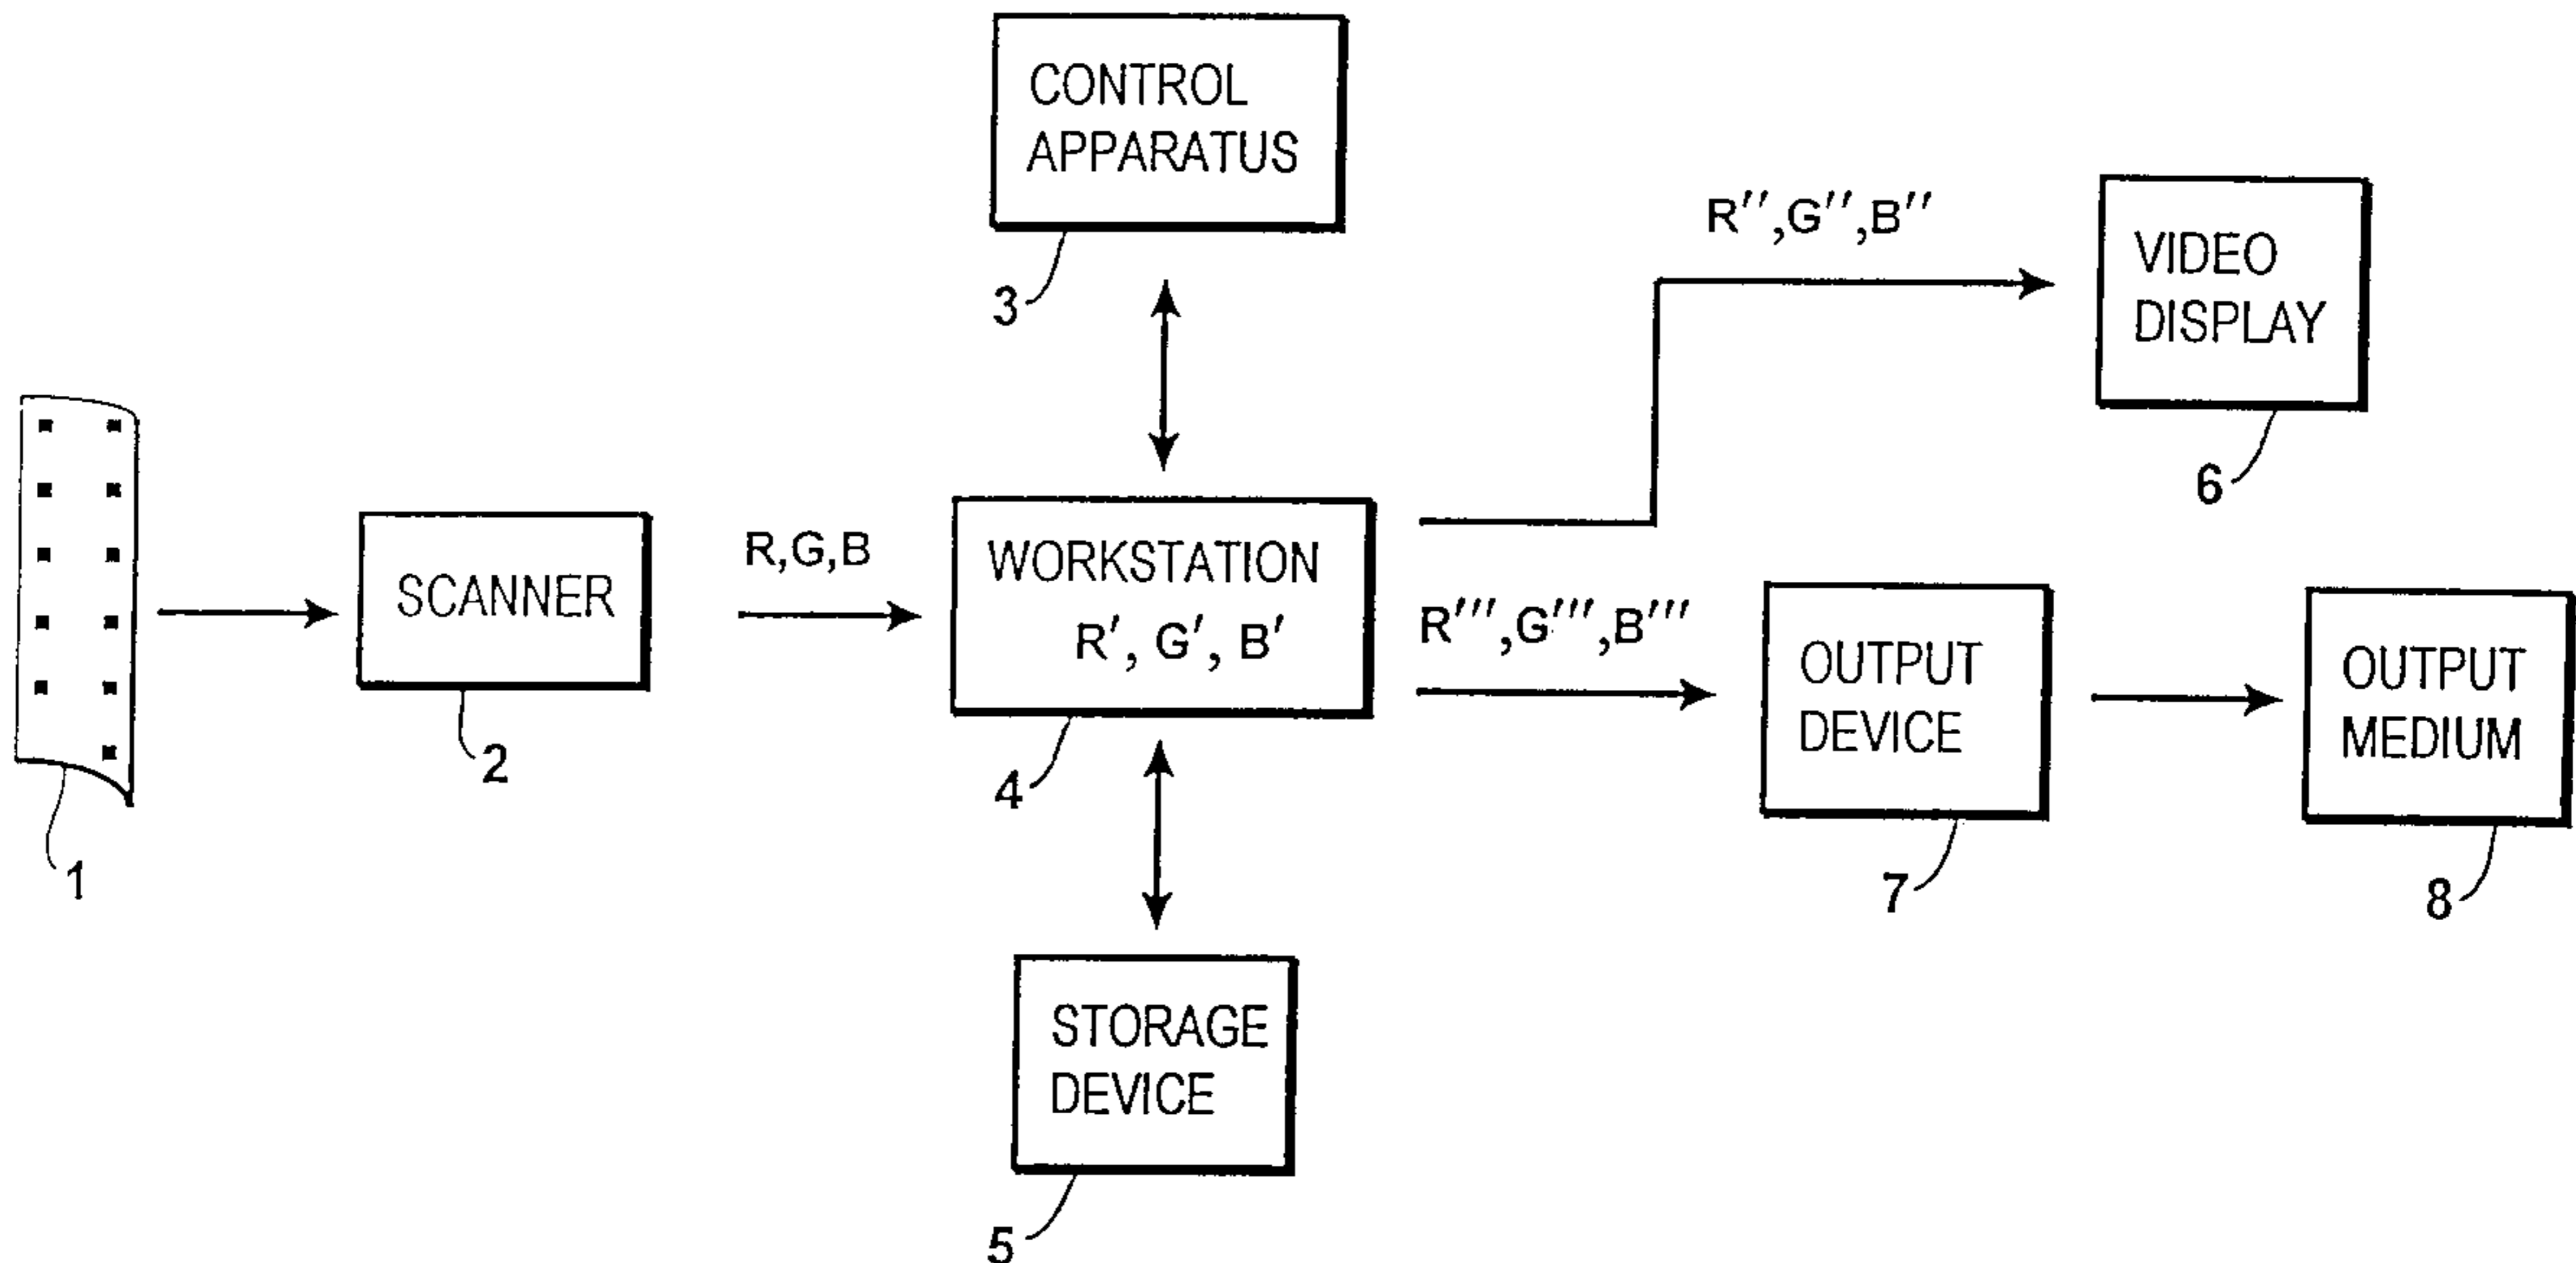 CONTROL
APPARATUS
3
R'',G'',B''
VIDEO
DISPLAY
6
1
SCANNER
2
R,G,B
WORKSTATION
R', G', B'
4
R''',G''',B'''
OUTPUT
DEVICE
7
OUTPUT
MEDIUM
8
STORAGE
DEVICE
5